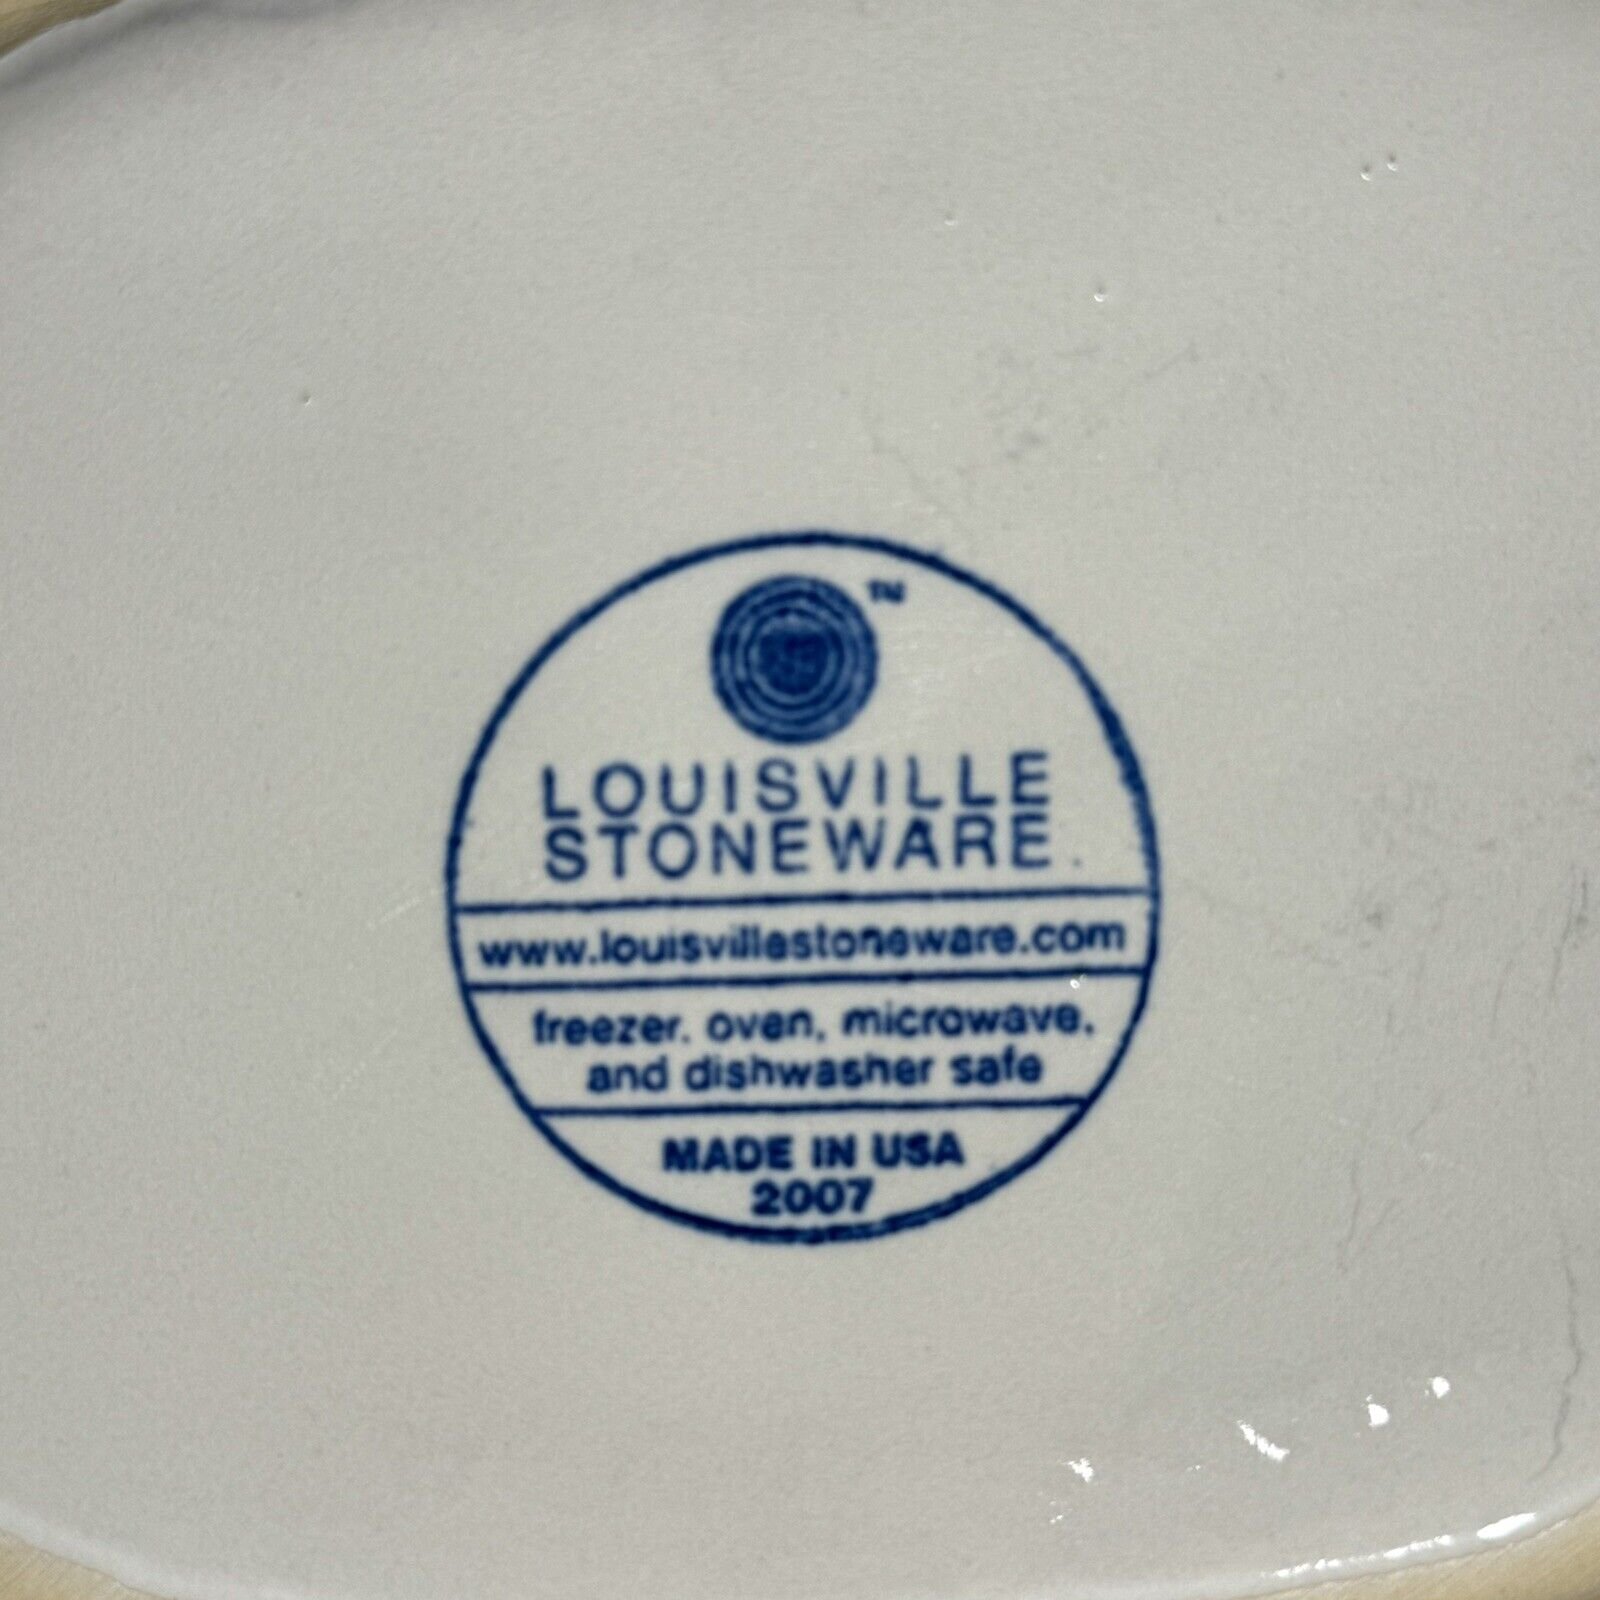 TM
LOUISVILLE
STONEWARE.
www.louisvillestoneware.com
freezer, oven, microwave,
and dishwasher safe
MADE IN USA
2007